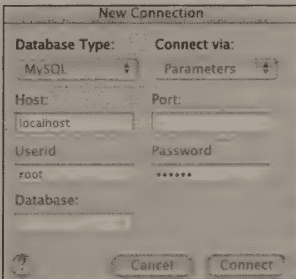 New Connection
Database Type: Connect via:
MySQL Parameters
Host: Port:
localhost
Userid Password
root ••••••
Database:
? Cancel Connect